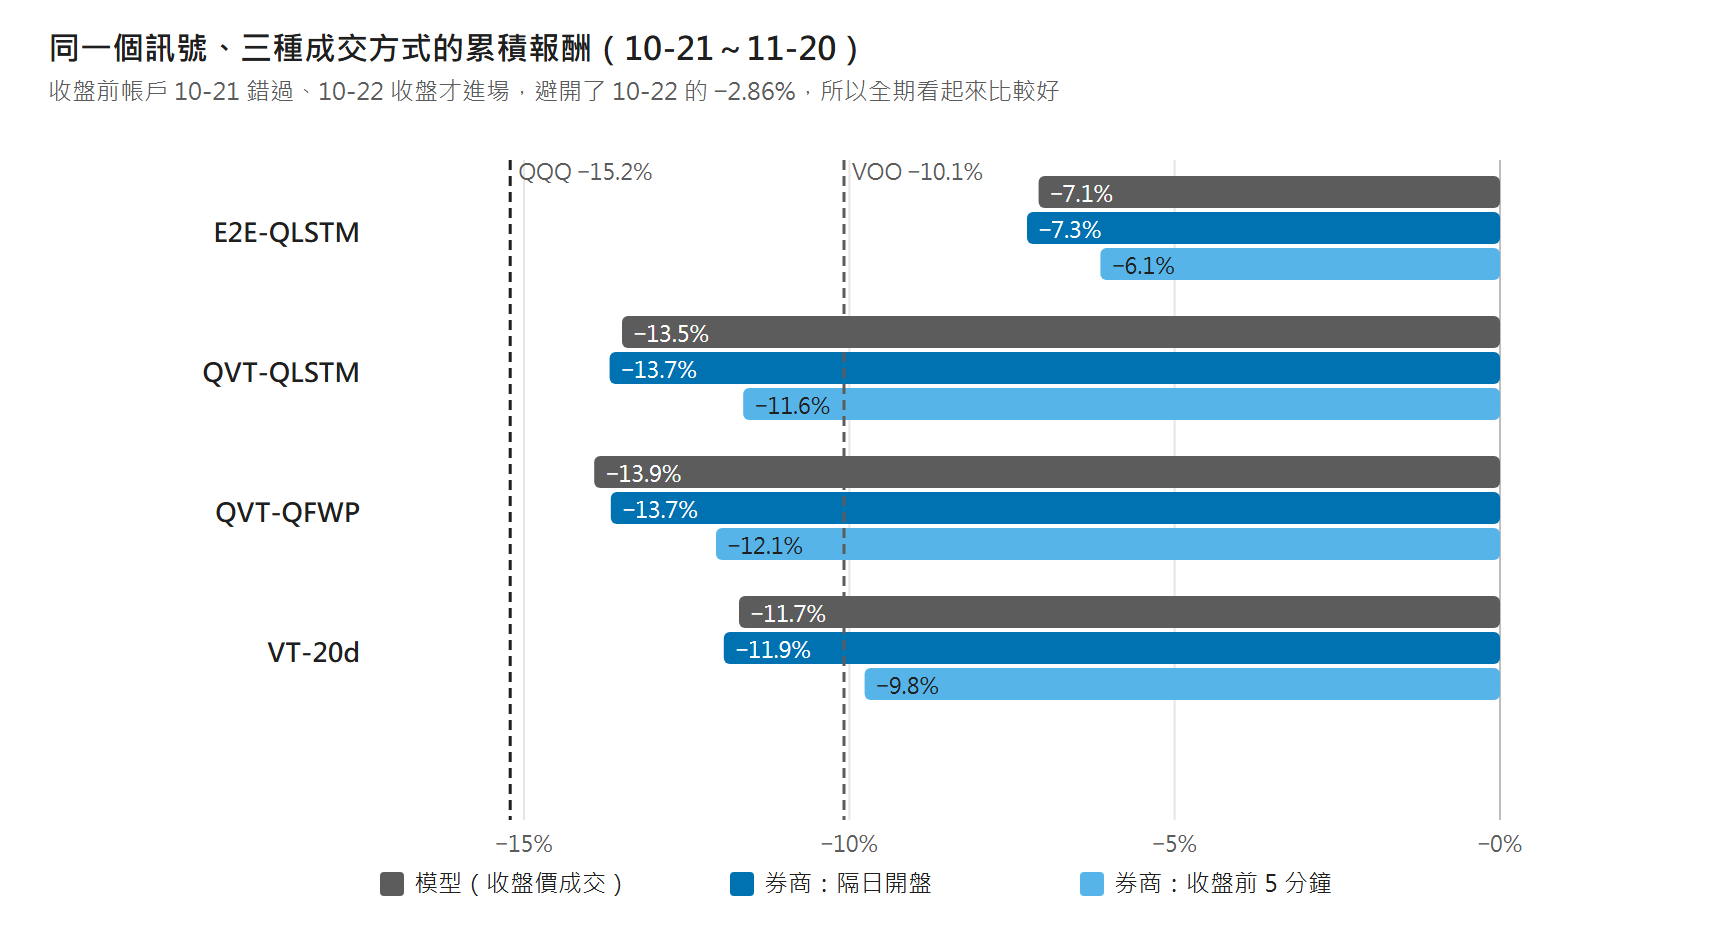 同一個訊號、三種成交方式的累積報酬（10-21～11-20）
收盤前帳戶 10-21 錯過、10-22 收盤才進場，避開了 10-22 的 −2.86%，所以全期看起來比較好
QQQ −15.2%
VOO −10.1%
E2E-QLSTM
−7.1%
−7.3%
−6.1%
QVT-QLSTM
−13.5%
−13.7%
−11.6%
QVT-QFWP
−13.9%
−13.7%
−12.1%
VT-20d
−11.7%
−11.9%
−9.8%
−15%
−10%
−5%
−0%
模型（收盤價成交）
券商：隔日開盤
券商：收盤前 5 分鐘